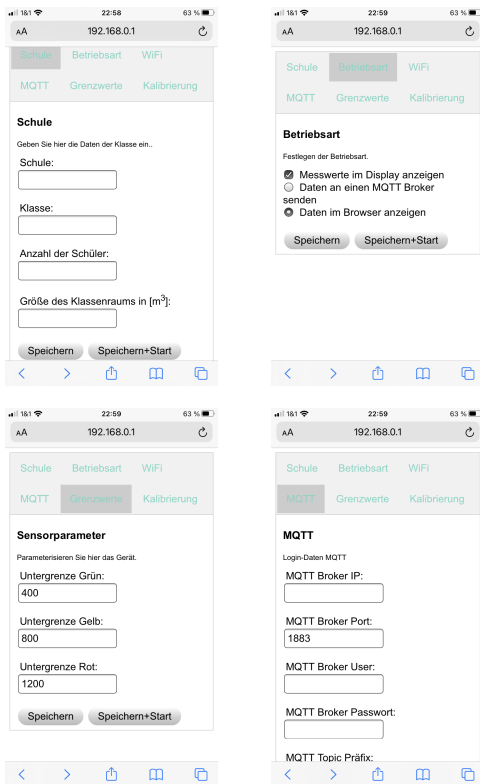 1&1 22:58 63 %
AA 192.168.0.1
Schule Betriebsart WiFi
MQTT Grenzwerte Kalibrierung
Schule
Geben Sie hier die Daten der Klasse ein..
Schule:
Klasse:
Anzahl der Schüler:
Größe des Klassenraums in [m³]:
Speichern Speichern+Start
1&1 22:59 63 %
AA 192.168.0.1
Schule Betriebsart WiFi
MQTT Grenzwerte Kalibrierung
Betriebsart
Festlegen der Betriebsart.
Messwerte im Display anzeigen
Daten an einen MQTT Broker
senden
Daten im Browser anzeigen
Speichern Speichern+Start
1&1 22:59 63 %
AA 192.168.0.1
Schule Betriebsart WiFi
MQTT Grenzwerte Kalibrierung
Sensorparameter
Parameterisieren Sie hier das Gerät.
Untergrenze Grün:
400
Untergrenze Gelb:
800
Untergrenze Rot:
1200
Speichern Speichern+Start
1&1 22:59 63 %
AA 192.168.0.1
Schule Betriebsart WiFi
MQTT Grenzwerte Kalibrierung
MQTT
Login-Daten MQTT
MQTT Broker IP:
MQTT Broker Port:
1883
MQTT Broker User:
MQTT Broker Passwort:
MQTT Topic Präfix: